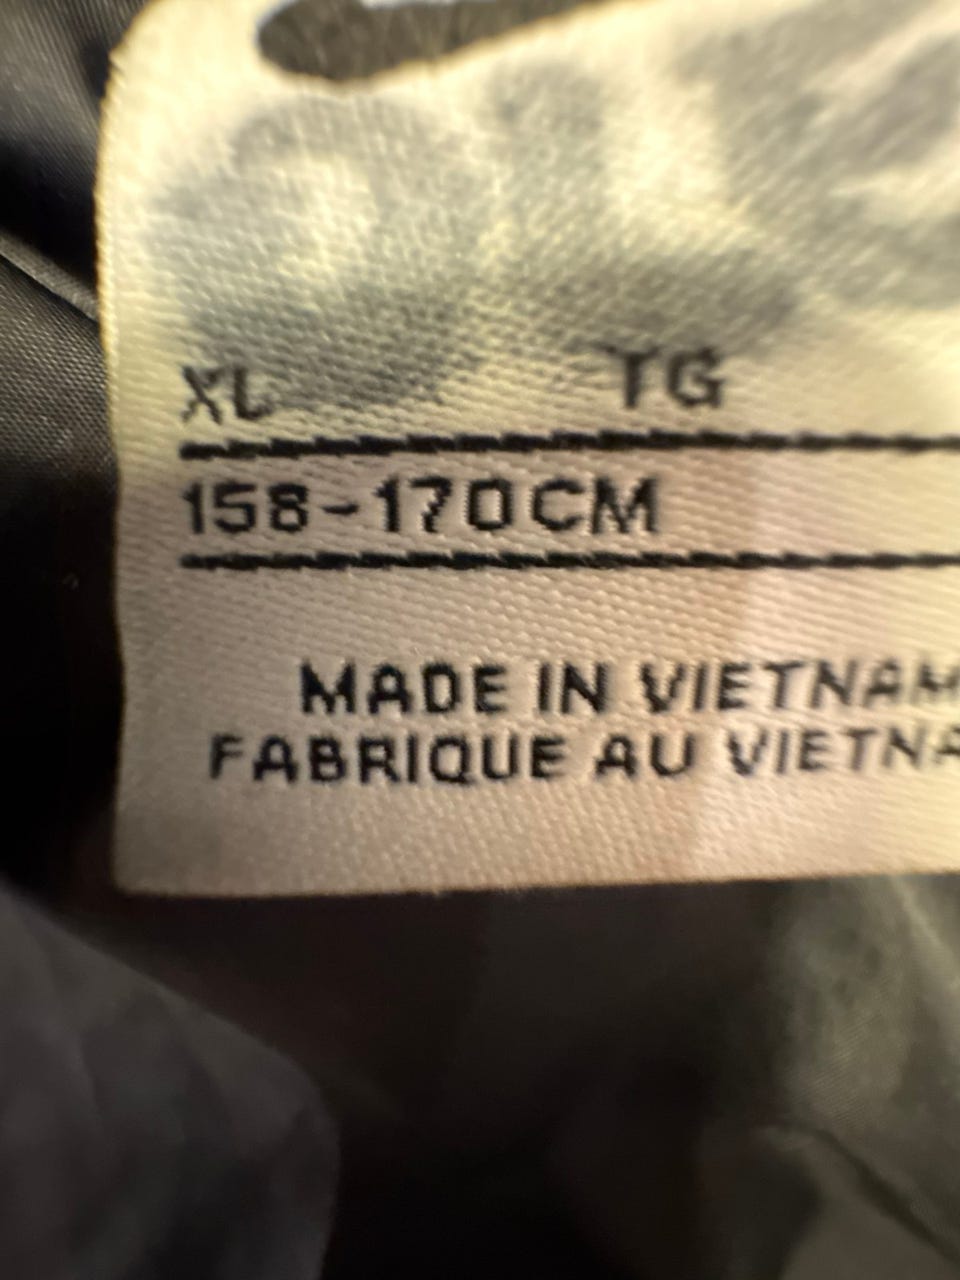 XL TG
158-170CM
MADE IN VIETNAM
FABRIQUE AU VIETNA